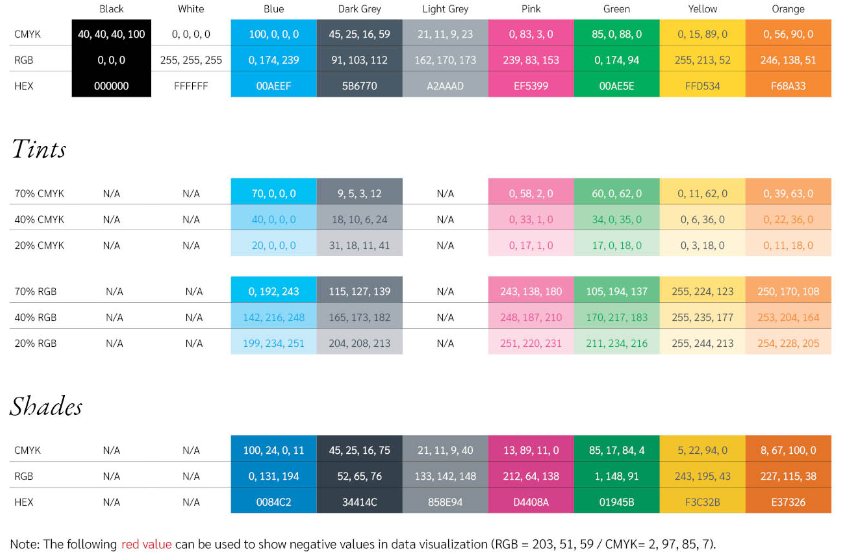 Black White Blue Dark Grey Light Grey Pink Green Yellow Orange
CMYK 40, 40, 40, 100 0, 0, 0, 0 100, 0, 0, 0 45, 25, 16, 59 21, 11, 9, 23 0, 83, 3, 0 85, 0, 88, 0 0, 15, 89, 0 0, 56, 90, 0
RGB 0, 0, 0 255, 255, 255 0, 174, 239 91, 103, 112 162, 170, 173 239, 83, 153 0, 174, 94 255, 213, 52 246, 138, 51
HEX 000000 FFFFFF 00AEEF 5B6770 A2AAAD EF5399 00AE5E FFD534 F68A33
Tints
70% CMYK N/A N/A 70, 0, 0, 0 9, 5, 3, 12 N/A 0, 58, 2, 0 60, 0, 62, 0 0, 11, 62, 0 0, 39, 63, 0
40% CMYK N/A N/A 40, 0, 0, 0 18, 10, 6, 24 N/A 0, 33, 1, 0 34, 0, 35, 0 0, 6, 36, 0 0, 22, 36, 0
20% CMYK N/A N/A 20, 0, 0, 0 31, 18, 11, 41 N/A 0, 17, 1, 0 17, 0, 18, 0 0, 3, 18, 0 0, 11, 18, 0
70% RGB N/A N/A 0, 192, 243 115, 127, 139 N/A 243, 138, 180 105, 194, 137 255, 224, 123 250, 170, 108
40% RGB N/A N/A 142, 216, 248 165, 173, 182 N/A 248, 187, 210 170, 217, 183 255, 235, 177 253, 204, 164
20% RGB N/A N/A 199, 234, 251 204, 208, 213 N/A 251, 220, 231 211, 234, 216 255, 244, 213 254, 228, 205
Shades
CMYK N/A N/A 100, 24, 0, 11 45, 25, 16, 75 21, 11, 9, 40 13, 89, 11, 0 85, 17, 84, 4 5, 22, 94, 0 8, 67, 100, 0
RGB N/A N/A 0, 131, 194 52, 65, 76 133, 142, 148 212, 64, 138 1, 148, 91 243, 195, 43 227, 115, 38
HEX N/A N/A 0084C2 34414C 858E94 D4408A 01945B F3C32B E37326
Note: The following red value can be used to show negative values in data visualization (RGB = 203, 51, 59 / CMYK= 2, 97, 85, 7).